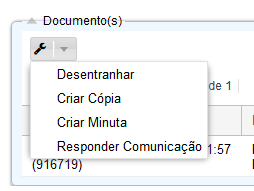 Documento(s)
Desentranhar
de 1
Criar Cópia
Criar Minuta
Responder Comunicação
1:57
(916719)